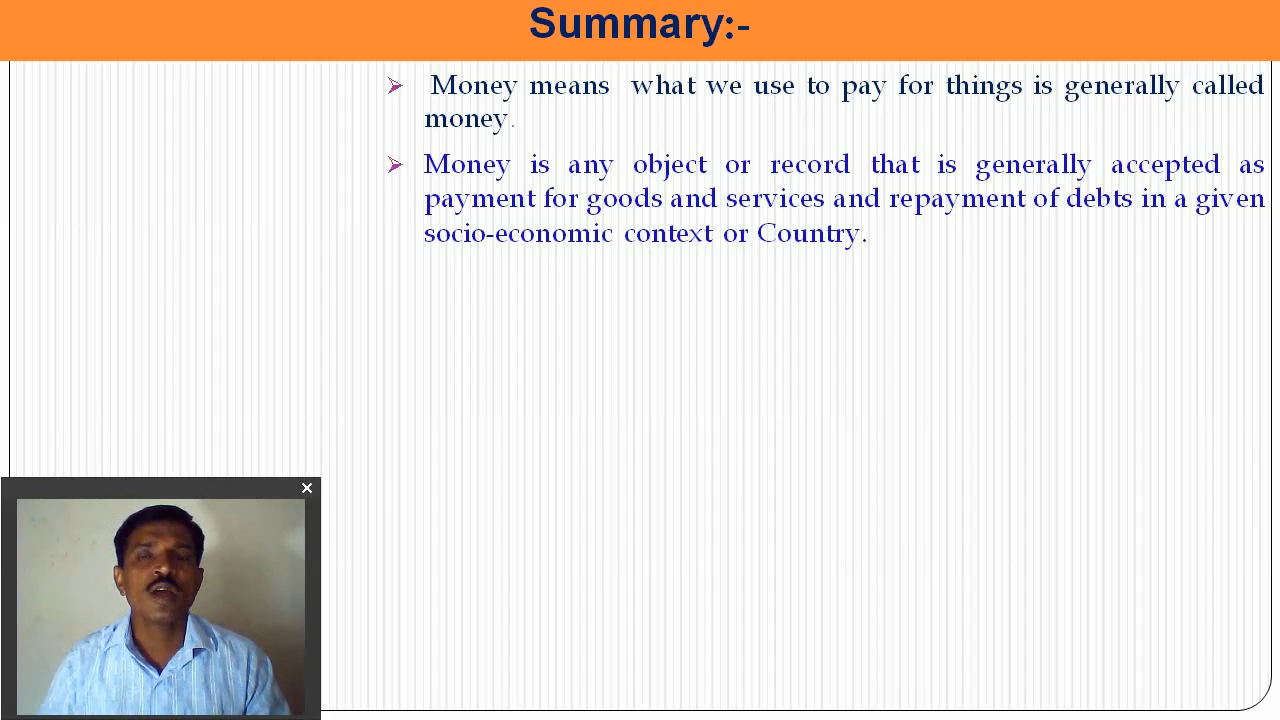 Summary:-
Money means what we use to pay for things is generally called
money.
Money is any object or record that is generally accepted as
payment for goods and services and repayment of debts in a given
socio-economic context or Country.